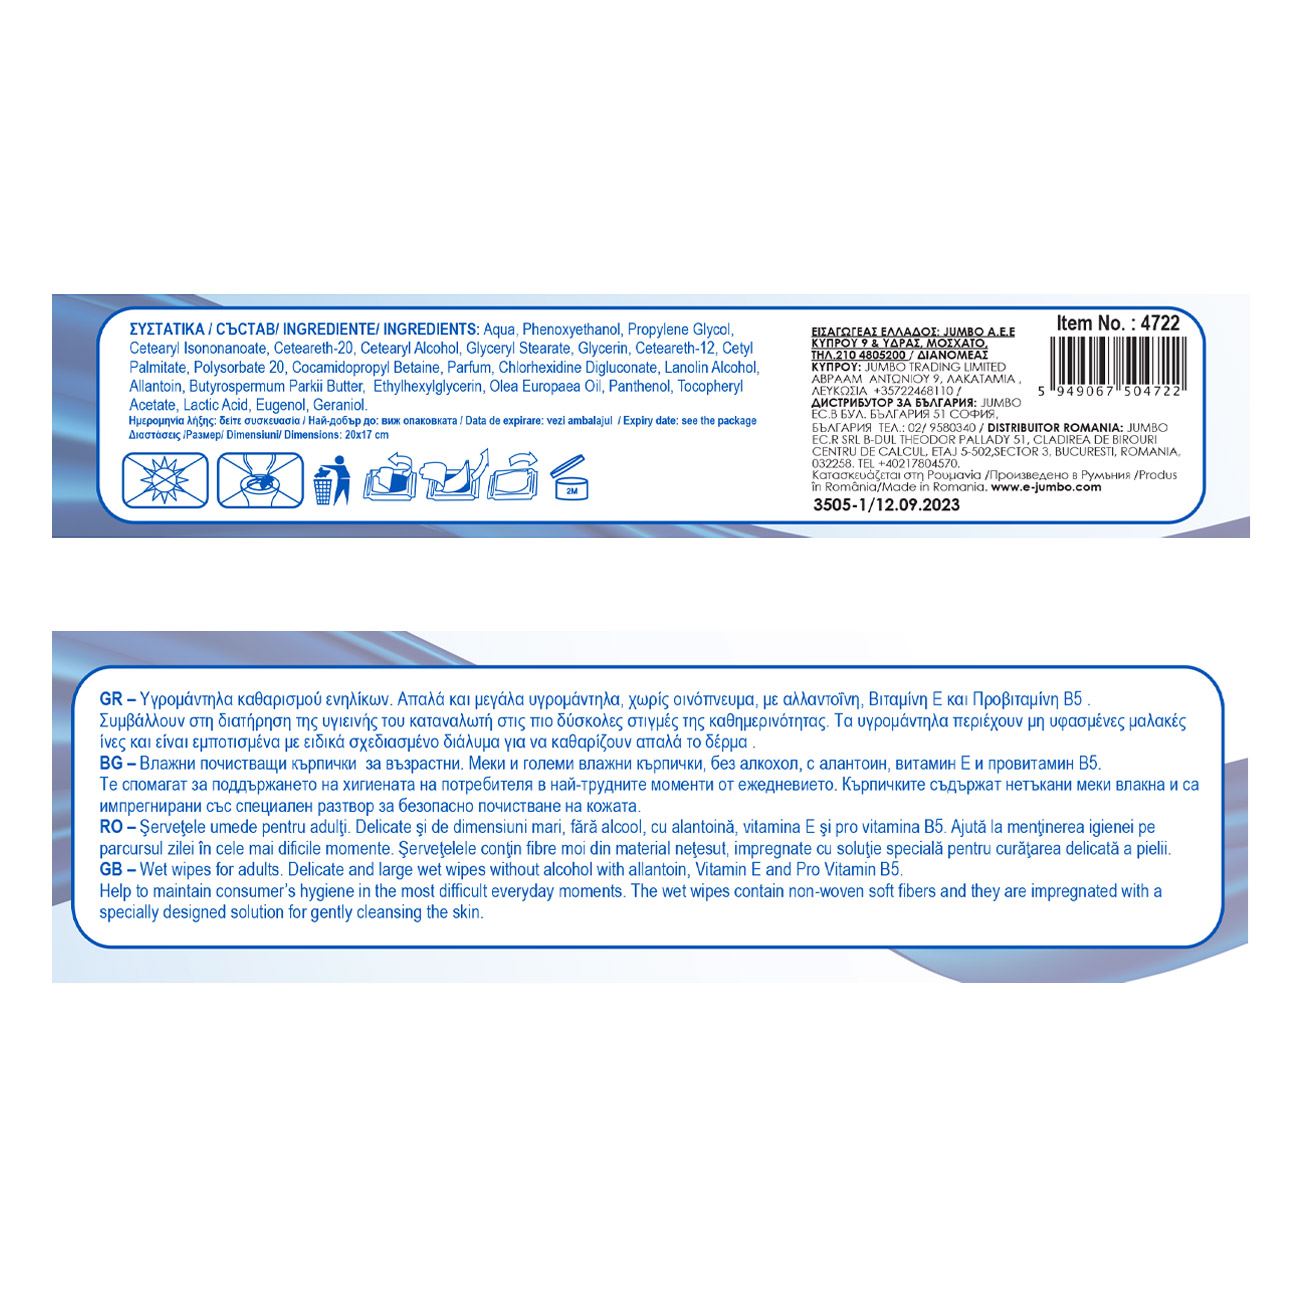 ΣΥΣΤΑΤΙΚΑ / СЪСТАВ/ INGREDIENTE/ INGREDIENTS: Aqua, Phenoxyethanol, Propylene Glycol,
Cetearyl Isononanoate, Ceteareth-20, Cetearyl Alcohol, Glyceryl Stearate, Glycerin, Ceteareth-12, Cetyl
Palmitate, Polysorbate 20, Cocamidopropyl Betaine, Parfum, Chlorhexidine Digluconate, Lanolin Alcohol,
Allantoin, Butyrospermum Parkii Butter, Ethylhexylglycerin, Olea Europaea Oil, Panthenol, Tocopheryl
Acetate, Lactic Acid, Eugenol, Geraniol.
Ημερομηνία λήξης: δείτε συσκευασία / Най-добър до: виж опаковката / Data de expirare: vezi ambalajul / Expiry date: see the package
Διαστάσεις /Размер/ Dimensiuni/ Dimensions: 20x17 cm
2M
ΕΙΣΑΓΩΓΕΑΣ ΕΛΛΑΔΟΣ: JUMBO A.E.E
ΚΥΠΡΟΥ 9 & ΥΔΡΑΣ, ΜΟΣΧΑΤΟ,
ΤΗΛ.210 4805200 / ΔΙΑΝΟΜΕΑΣ
ΚΥΠΡΟΥ: JUMBO TRADING LIMITED
ΑΒΡΑΑΜ ΑΝΤΩΝΙΟΥ 9, ΛΑΚΑΤΑΜΙΑ ,
ΛΕΥΚΩΣΙΑ +35722468110 /
ДИСТРИБУТОР ЗА БЪЛГАРИЯ: JUMBO
EC.B БУЛ. БЪЛГАРИЯ 51 СОФИЯ,
БЪЛГАРИЯ ТЕЛ.: 02/ 9580340 / DISTRIBUITOR ROMANIA: JUMBO
EC.R SRL B-DUL THEODOR PALLADY 51, CLADIREA DE BIROURI
CENTRU DE CALCUL, ETAJ 5-502,SECTOR 3, BUCURESTI, ROMANIA,
032258. TEL +40217804570.
Κατασκευάζεται στη Ρουμανία /Произведено в Румъния /Produs
în România/Made in Romania. www.e-jumbo.com
3505-1/12.09.2023
Item No. : 4722
5 949067 504722
GR – Υγρομάντηλα καθαρισμού ενηλίκων. Απαλά και μεγάλα υγρομάντηλα, χωρίς οινόπνευμα, με αλλαντοΐνη, Βιταμίνη Ε και Προβιταμίνη Β5 .
Συμβάλλουν στη διατήρηση της υγιεινής του καταναλωτή στις πιο δύσκολες στιγμές της καθημερινότητας. Τα υγρομάντηλα περιέχουν μη υφασμένες μαλακές
ίνες και είναι εμποτισμένα με ειδικά σχεδιασμένο διάλυμα για να καθαρίζουν απαλά το δέρμα .
BG – Влажни почистващи кърпички за възрастни. Меки и големи влажни кърпички, без алкохол, с алантоин, витамин Е и провитамин В5.
Те спомагат за поддържането на хигиената на потребителя в най-трудните моменти от ежедневието. Кърпичките съдържат нетъкани меки влакна и са
импрегнирани със специален разтвор за безопасно почистване на кожата.
RO – Şerveţele umede pentru adulţi. Delicate şi de dimensiuni mari, fără alcool, cu alantoină, vitamina E şi pro vitamina B5. Ajută la menţinerea igienei pe
parcursul zilei în cele mai dificile momente. Şerveţelele conţin fibre moi din material neţesut, impregnate cu soluţie specială pentru curăţarea delicată a pielii.
GB – Wet wipes for adults. Delicate and large wet wipes without alcohol with allantoin, Vitamin E and Pro Vitamin B5.
Help to maintain consumer's hygiene in the most difficult everyday moments. The wet wipes contain non-woven soft fibers and they are impregnated with a
specially designed solution for gently cleansing the skin.